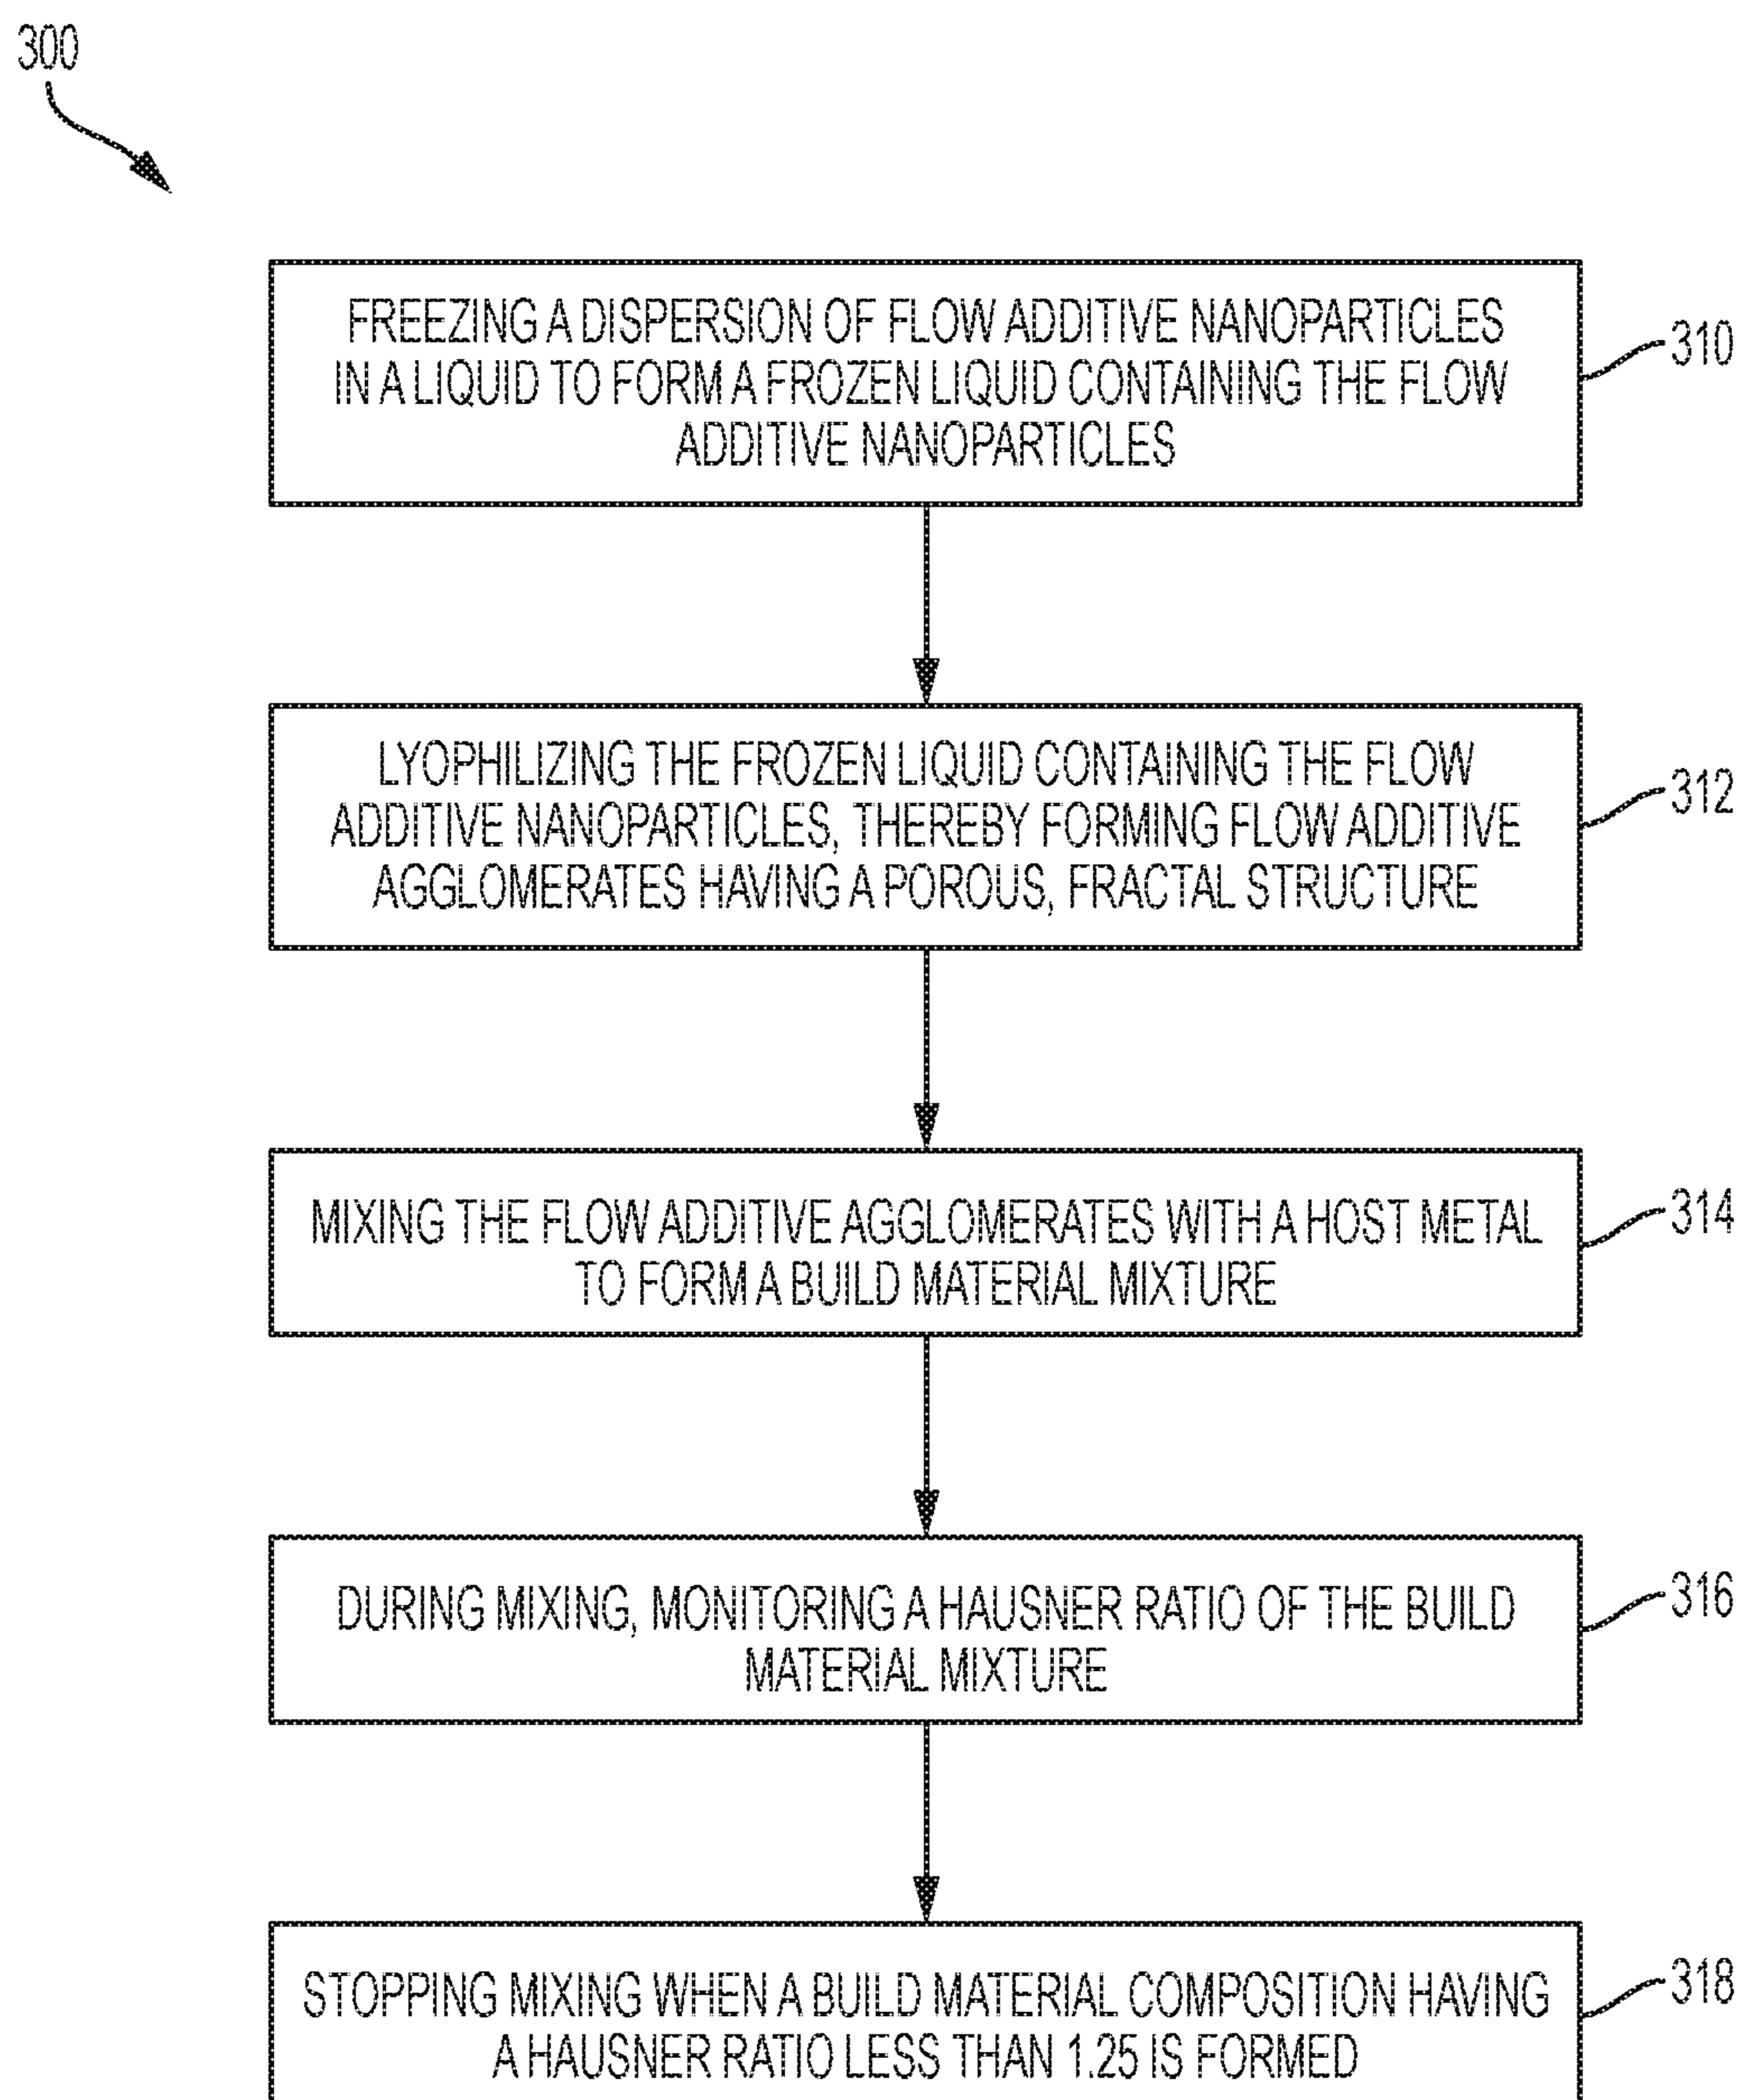 300
FREEZING A DISPERSION OF FLOW ADDITIVE NANOPARTICLES
IN A LIQUID TO FORM A FROZEN LIQUID CONTAINING THE FLOW
ADDITIVE NANOPARTICLES
310
LYOPHILIZING THE FROZEN LIQUID CONTAINING THE FLOW
ADDITIVE NANOPARTICLES, THEREBY FORMING FLOW ADDITIVE
AGGLOMERATES HAVING A POROUS, FRACTAL STRUCTURE
312
MIXING THE FLOW ADDITIVE AGGLOMERATES WITH A HOST METAL
TO FORM A BUILD MATERIAL MIXTURE
314
DURING MIXING, MONITORING A HAUSNER RATIO OF THE BUILD
MATERIAL MIXTURE
316
STOPPING MIXING WHEN A BUILD MATERIAL COMPOSITION HAVING
A HAUSNER RATIO LESS THAN 1.25 IS FORMED
318